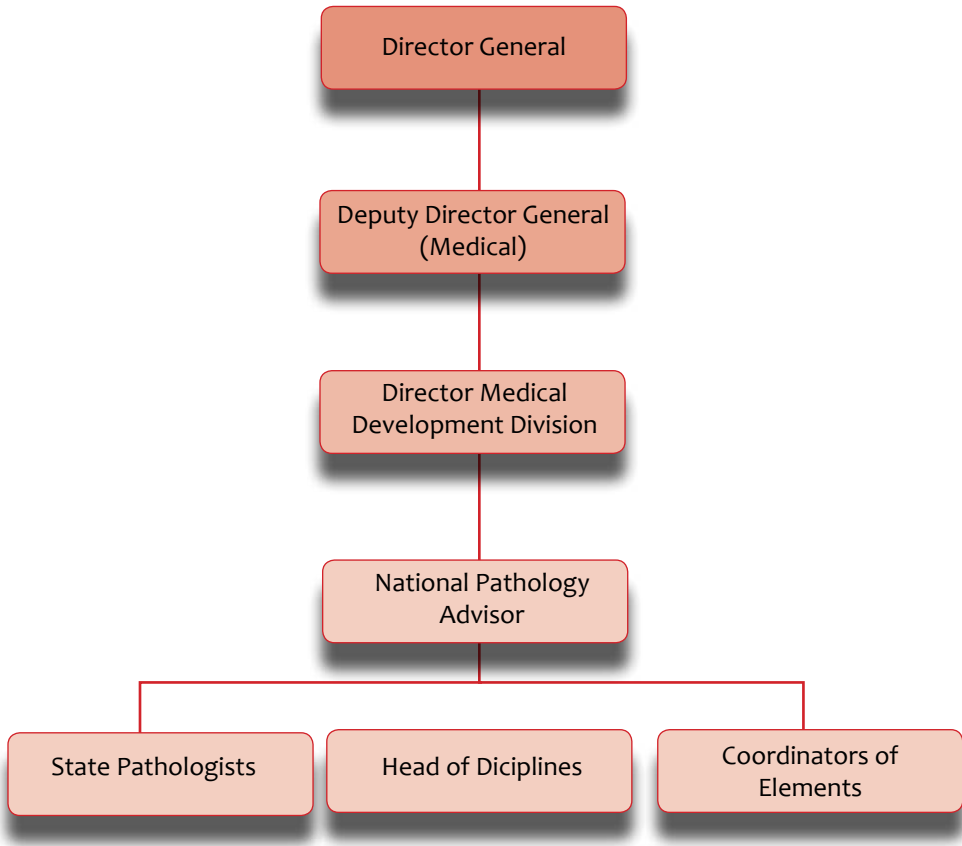 Director General
Deputy Director General
(Medical)
Director Medical
Development Division
National Pathology
Advisor
State Pathologists
Head of Diciplines
Coordinators of
Elements